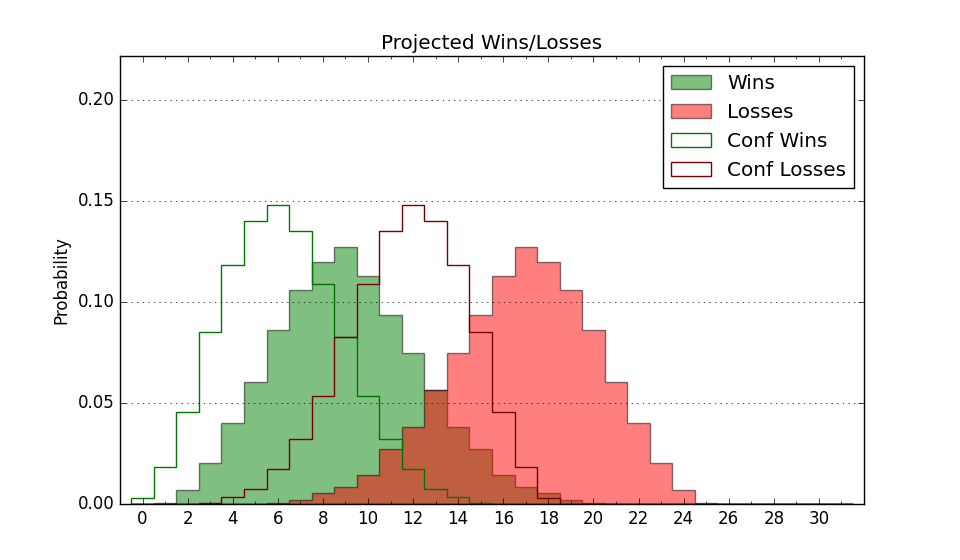 Projected Wins/Losses
Wins
Losses
Conf Wins
Conf Losses
Probability
0.20
0.15
0.10
0.05
0.00
0 2 4 6 8 10 12 14 16 18 20 22 24 26 28 30